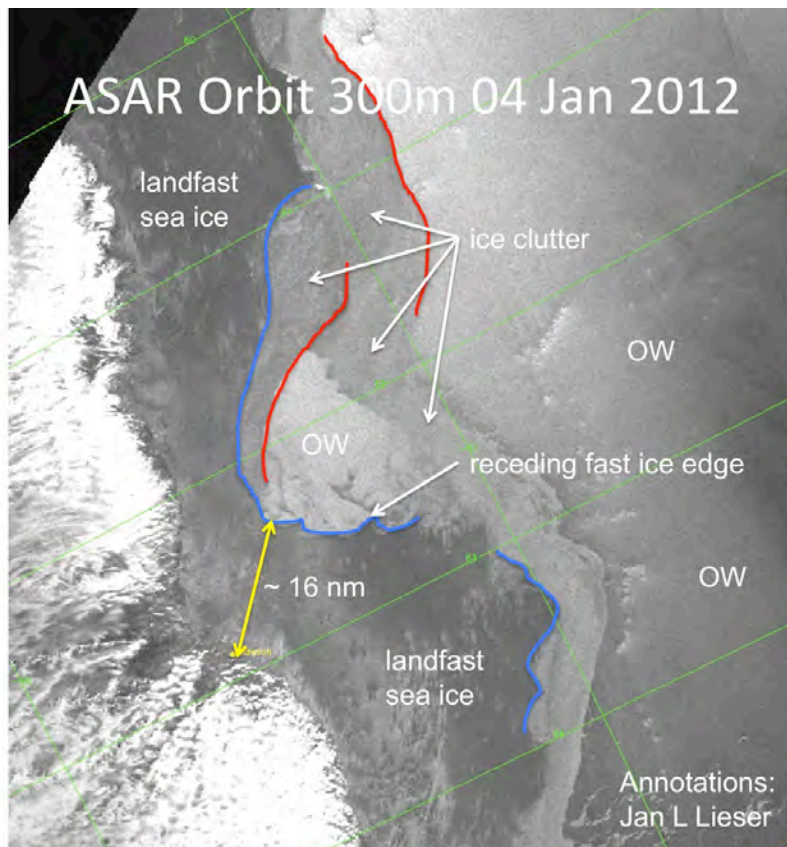 60
ASAR Orbit 300m 04 Jan 2012
landfast
sea ice
ice clutter
OW
OW
receding fast ice edge
~ 16 nm
OW
landfast
sea ice
Annotations:
Jan L Lieser